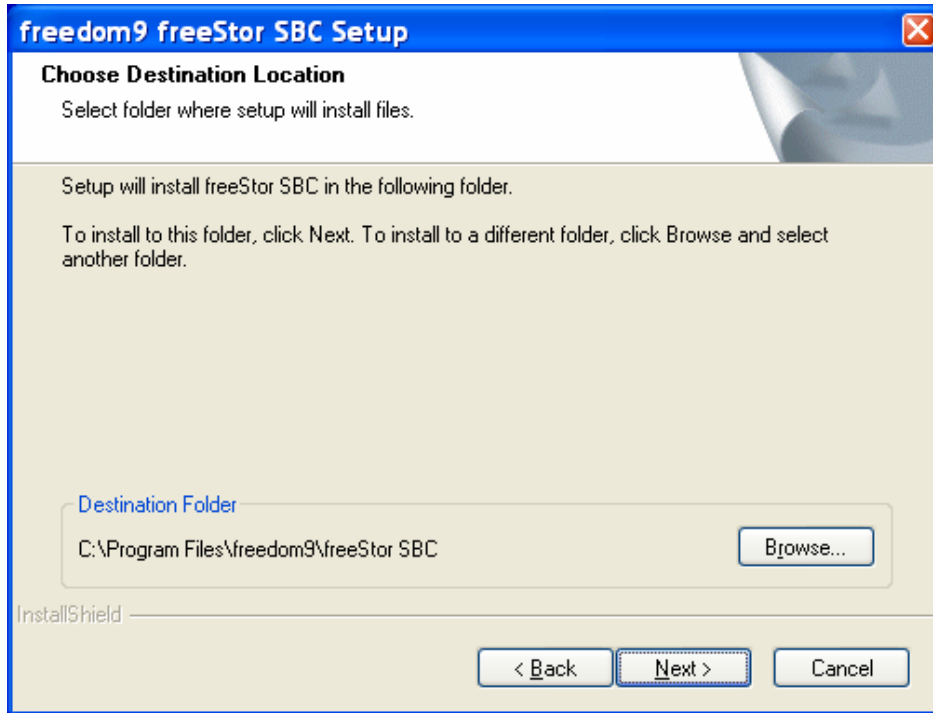 freedom9 freeStor SBC Setup
Choose Destination Location
Select folder where setup will install files.
Setup will install freeStor SBC in the following folder.
To install to this folder, click Next. To install to a different folder, click Browse and select
another folder.
Destination Folder
C:\Program Files\freedom9\freeStor SBC
Browse...
InstallShield
< Back
Next >
Cancel